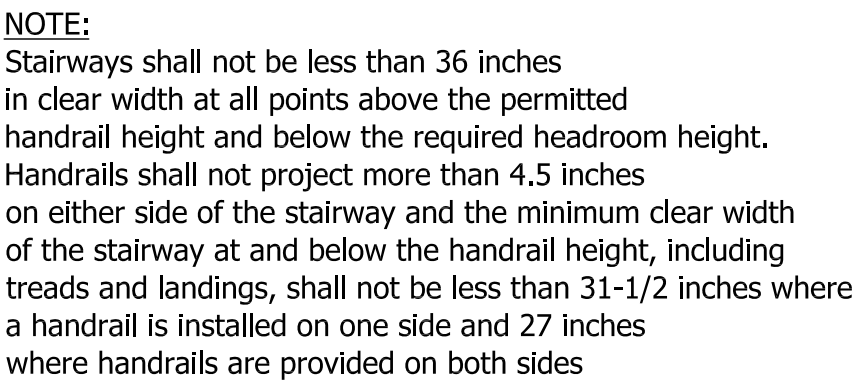 NOTE:
Stairways shall not be less than 36 inches
in clear width at all points above the permitted
handrail height and below the required headroom height.
Handrails shall not project more than 4.5 inches
on either side of the stairway and the minimum clear width
of the stairway at and below the handrail height, including
treads and landings, shall not be less than 31-1/2 inches where
a handrail is installed on one side and 27 inches
where handrails are provided on both sides